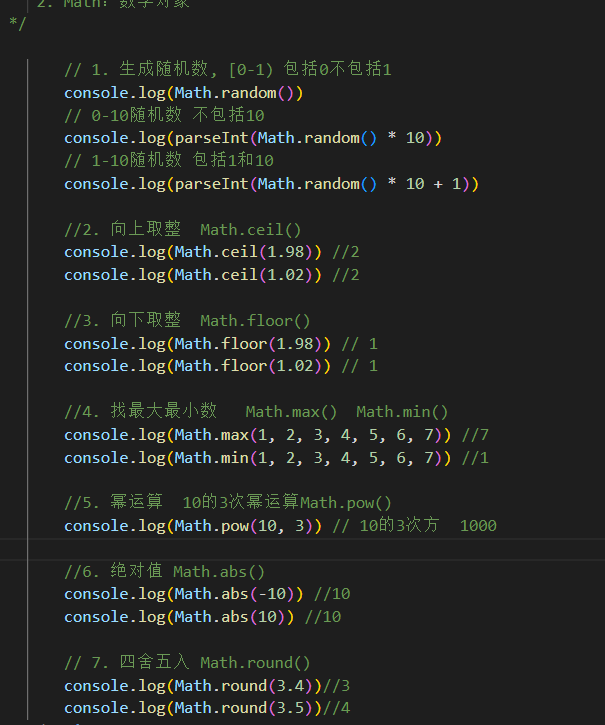 2. Math: 数学对象
*/
// 1. 生成随机数, [0-1) 包括0不包括1
console.log(Math.random())
// 0-10随机数 不包括10
console.log(parseInt(Math.random() * 10))
// 1-10随机数 包括1和10
console.log(parseInt(Math.random() * 10 + 1))
//2. 向上取整  Math.ceil()
console.log(Math.ceil(1.98)) //2
console.log(Math.ceil(1.02)) //2
//3. 向下取整  Math.floor()
console.log(Math.floor(1.98)) // 1
console.log(Math.floor(1.02)) // 1
//4. 找最大最小数   Math.max()  Math.min()
console.log(Math.max(1, 2, 3, 4, 5, 6, 7)) //7
console.log(Math.min(1, 2, 3, 4, 5, 6, 7)) //1
//5. 幂运算  10的3次幂运算Math.pow()
console.log(Math.pow(10, 3)) // 10的3次方  1000
//6. 绝对值 Math.abs()
console.log(Math.abs(-10)) //10
console.log(Math.abs(10)) //10
// 7. 四舍五入 Math.round()
console.log(Math.round(3.4))//3
console.log(Math.round(3.5))//4